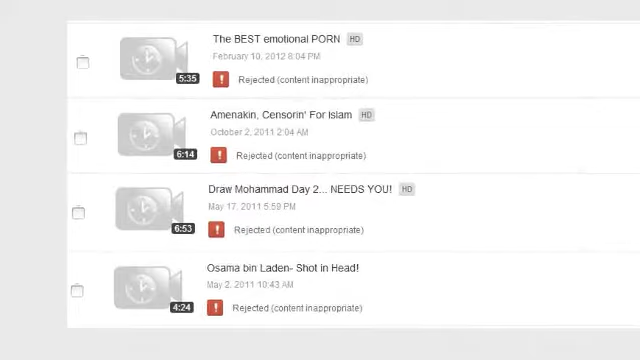 The BEST emotional PORN HD
February 10, 2012 8:04 PM
5:35
! Rejected (content inappropriate)
Amenakin, Censorin' For Islam HD
October 2, 2011 2:04 AM
6:14
! Rejected (content inappropriate)
Draw Mohammad Day 2... NEEDS YOU! HD
May 17, 2011 5:59 PM
6:53
! Rejected (content inappropriate)
Osama bin Laden- Shot in Head!
May 2, 2011 10:43 AM
4:24
! Rejected (content inappropriate)